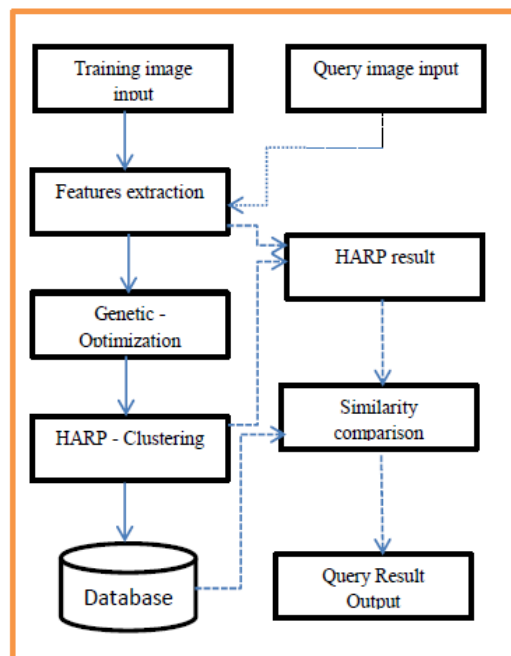 Training image
input
Query image input
Features extraction
HARP result
Genetic -
Optimization
HARP - Clustering
Similarity
comparison
Database
Query Result
Output